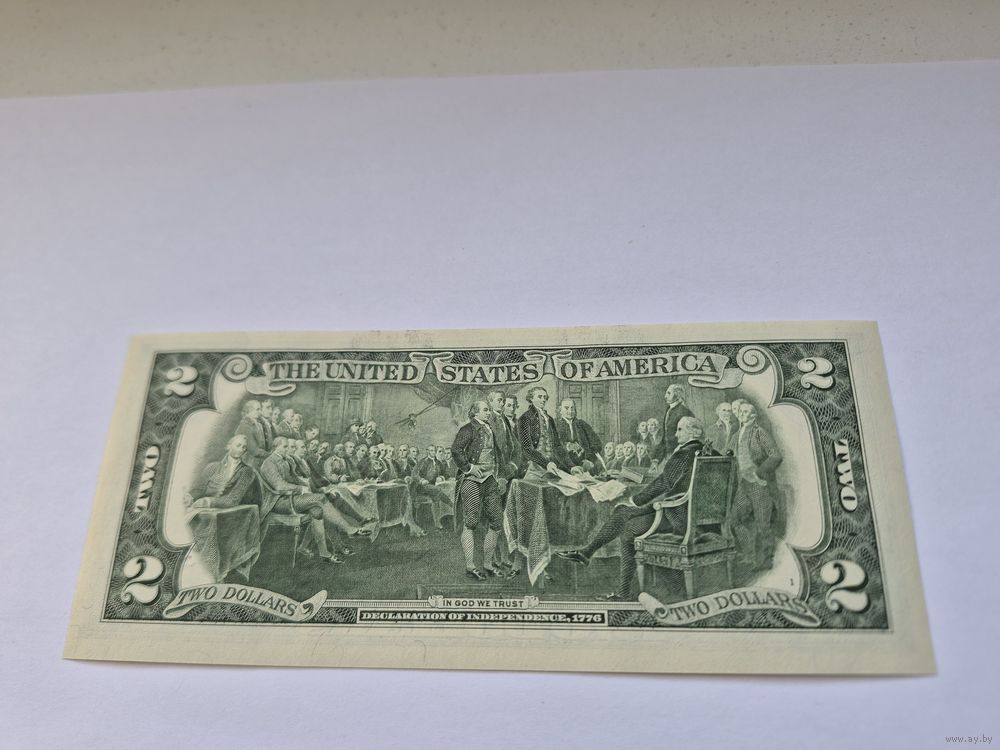 2 THE UNITED STATES OF AMERICA 2
TWO
TWO
1
2 TWO DOLLARS
TWO DOLLARS 2
IN GOD WE TRUST
DECLARATION OF INDEPENDENCE, 1776
www.ay.by